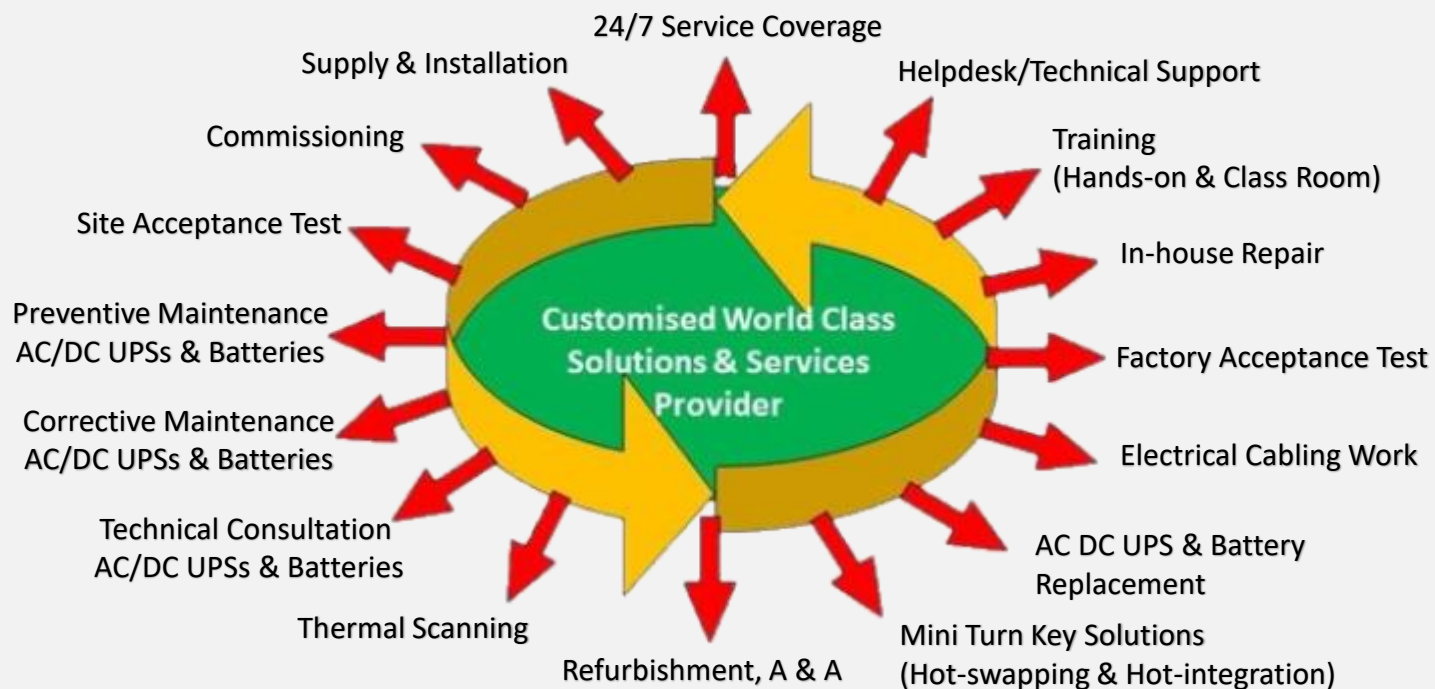 24/7 Service Coverage
Supply & Installation
Helpdesk/Technical Support
Commissioning
Training
(Hands-on & Class Room)
Site Acceptance Test
In-house Repair
Preventive Maintenance
AC/DC UPSs & Batteries
Customised World Class
Solutions & Services
Provider
Factory Acceptance Test
Corrective Maintenance
AC/DC UPSs & Batteries
Electrical Cabling Work
Technical Consultation
AC/DC UPSs & Batteries
AC DC UPS & Battery
Replacement
Thermal Scanning
Mini Turn Key Solutions
(Hot-swapping & Hot-integration)
Refurbishment, A & A